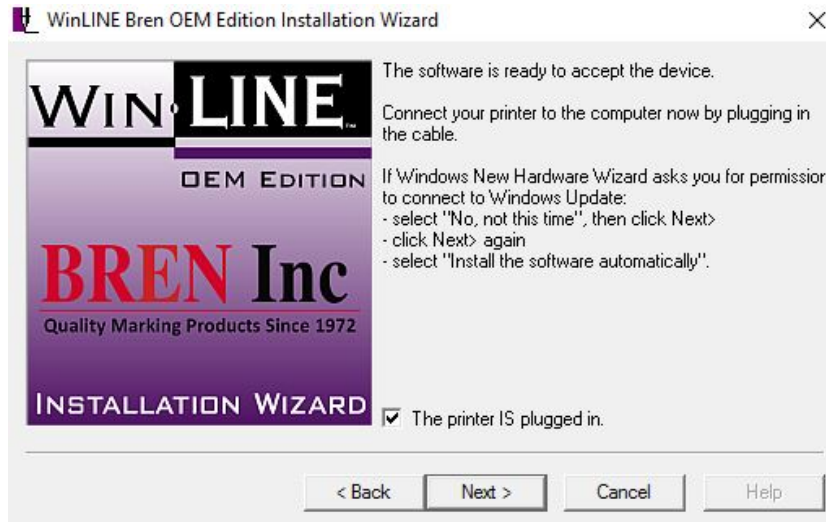 WinLINE Bren OEM Edition Installation Wizard
WIN·LINE™
OEM EDITION
BREN Inc
Quality Marking Products Since 1972
INSTALLATION WIZARD
The software is ready to accept the device.
Connect your printer to the computer now by plugging in
the cable.
If Windows New Hardware Wizard asks you for permission
to connect to Windows Update:
- select "No, not this time", then click Next>
- click Next> again
- select "Install the software automatically".
The printer IS plugged in.
< Back
Next >
Cancel
Help